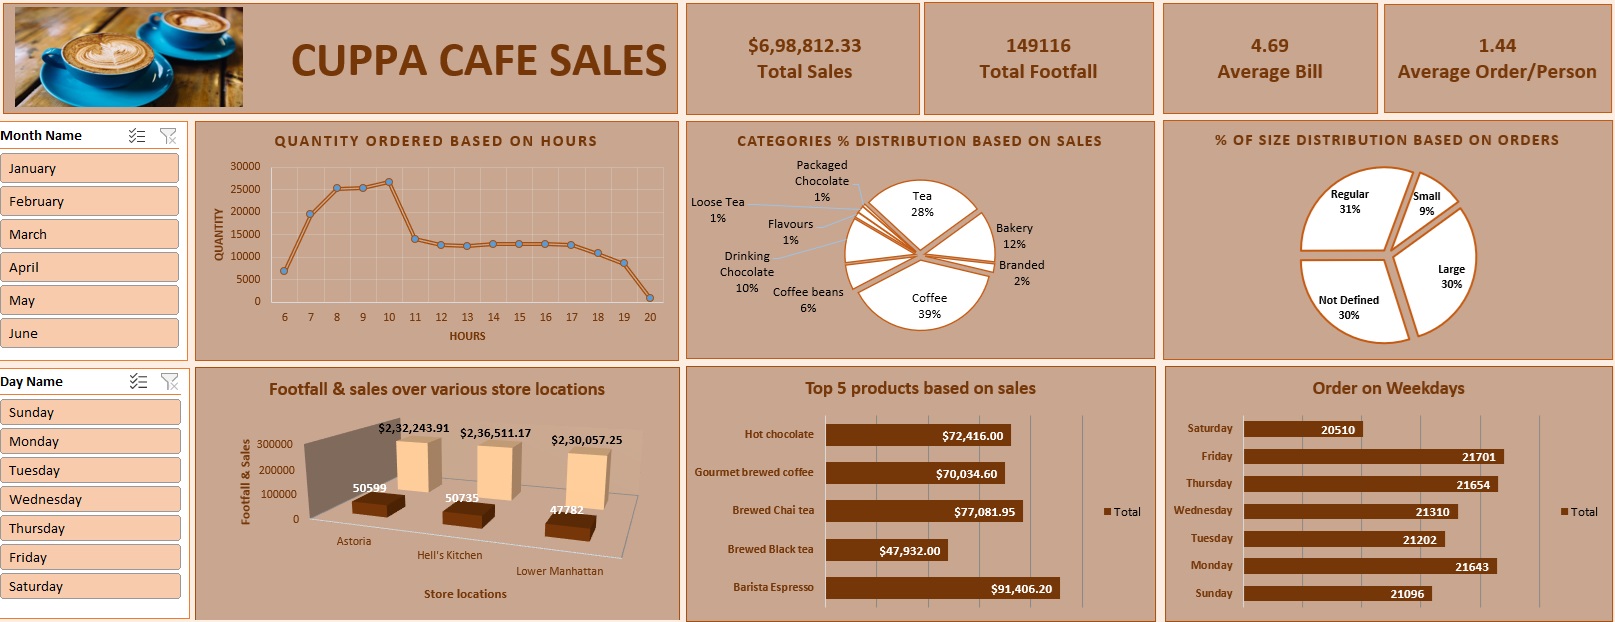 CUPPA CAFE SALES
$6,98,812.33
Total Sales
149116
Total Footfall
4.69
Average Bill
1.44
Average Order/Person
Month Name
January
February
March
April
May
June
QUANTITY ORDERED BASED ON HOURS
QUANTITY
30000
25000
20000
15000
10000
5000
0
6 7 8 9 10 11 12 13 14 15 16 17 18 19 20
HOURS
CATEGORIES % DISTRIBUTION BASED ON SALES
Packaged
Chocolate
1%
Loose Tea
1%
Flavours
1%
Drinking
Chocolate
10%
Coffee beans
6%
Tea
28%
Bakery
12%
Branded
2%
Coffee
39%
% OF SIZE DISTRIBUTION BASED ON ORDERS
Regular
31%
Small
9%
Large
30%
Not Defined
30%
Day Name
Sunday
Monday
Tuesday
Wednesday
Thursday
Friday
Saturday
Footfall & sales over various store locations
Footfall & Sales
300000
200000
100000
0
$2,32,243.91
$2,36,511.17
$2,30,057.25
50599
50735
47782
Astoria
Hell's Kitchen
Lower Manhattan
Store locations
Top 5 products based on sales
Hot chocolate $72,416.00
Gourmet brewed coffee $70,034.60
Brewed Chai tea $77,081.95
Brewed Black tea $47,932.00
Barista Espresso $91,406.20
Total
Order on Weekdays
Saturday 20510
Friday 21701
Thursday 21654
Wednesday 21310
Tuesday 21202
Monday 21643
Sunday 21096
Total